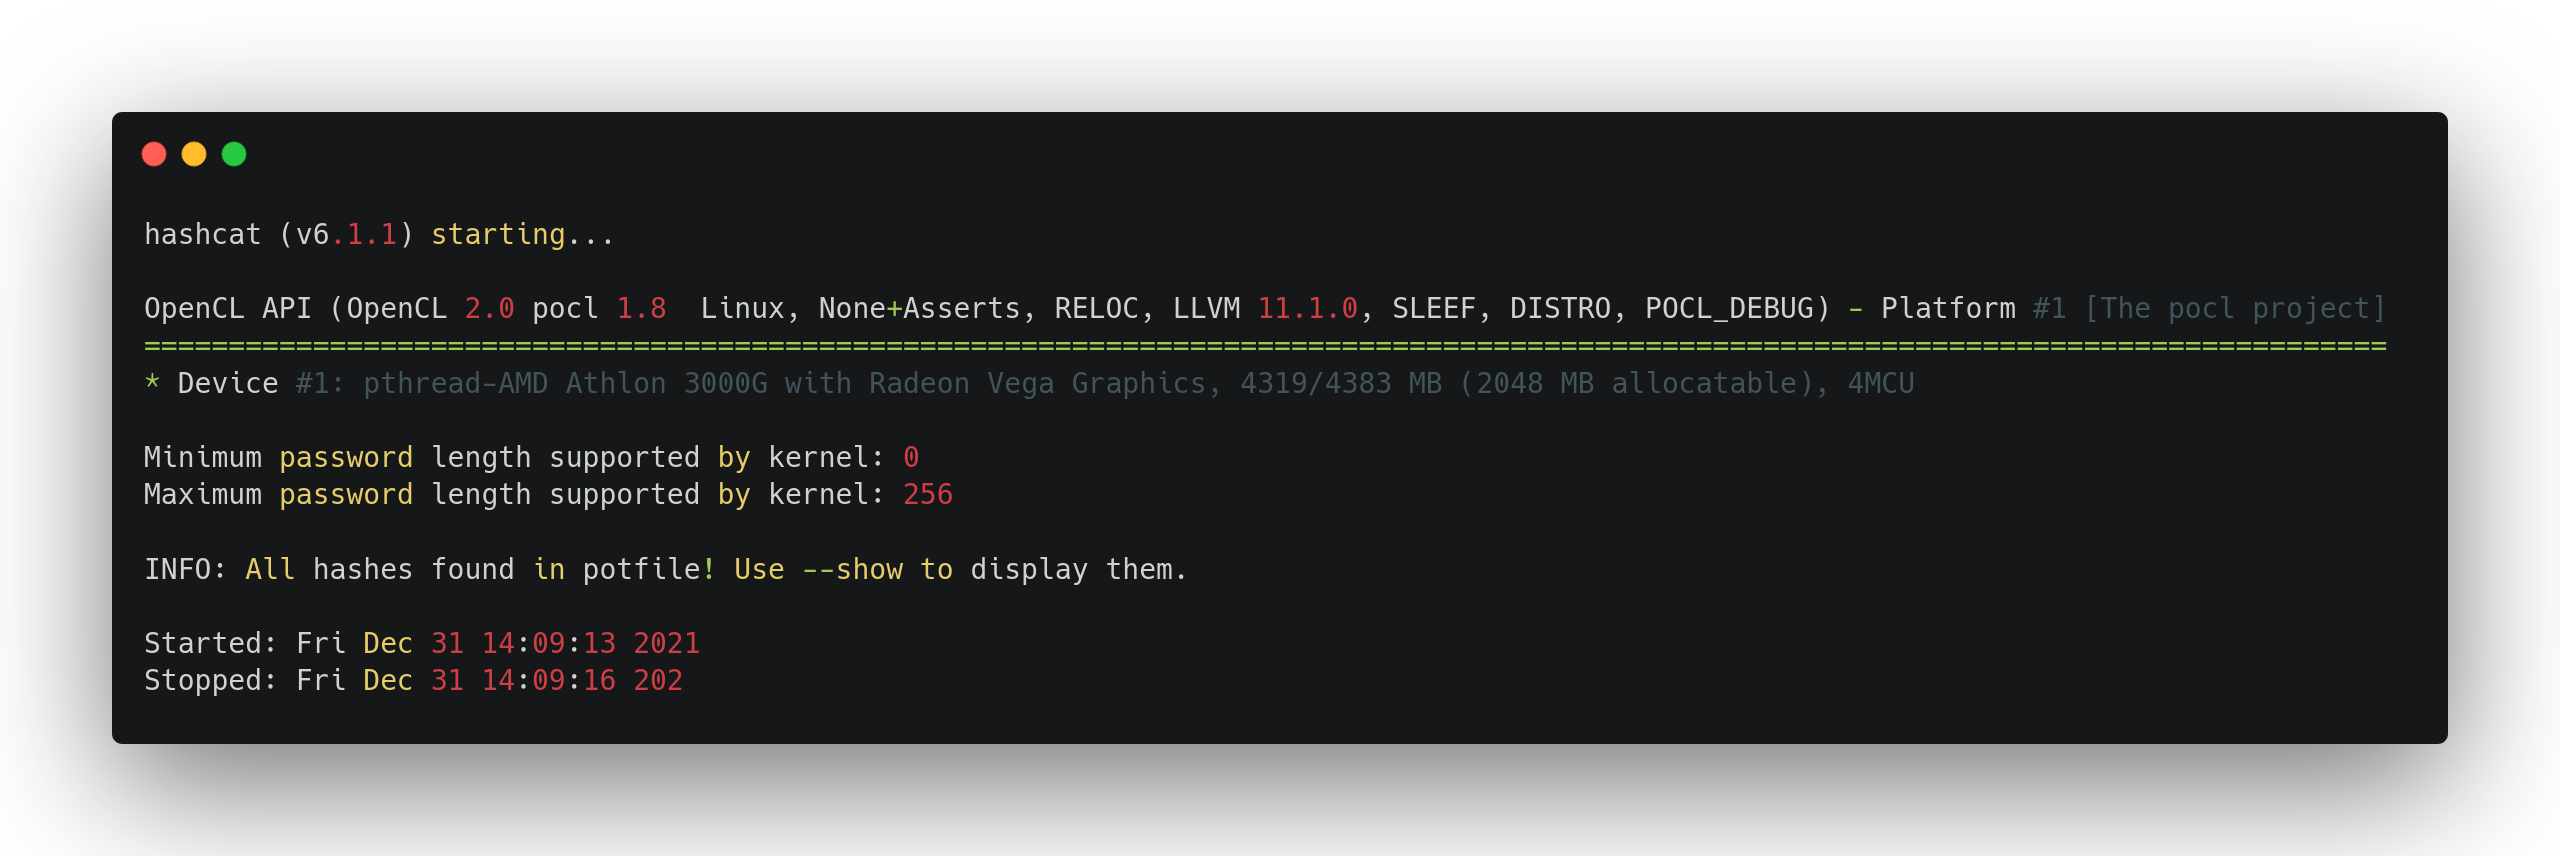 hashcat (v6.1.1) starting...
OpenCL API (OpenCL 2.0 pocl 1.8  Linux, None+Asserts, RELOC, LLVM 11.1.0, SLEEF, DISTRO, POCL_DEBUG) - Platform #1 [The pocl project]
=====================================================================================================================================
* Device #1: pthread-AMD Athlon 3000G with Radeon Vega Graphics, 4319/4383 MB (2048 MB allocatable), 4MCU
Minimum password length supported by kernel: 0
Maximum password length supported by kernel: 256
INFO: All hashes found in potfile! Use --show to display them.
Started: Fri Dec 31 14:09:13 2021
Stopped: Fri Dec 31 14:09:16 202